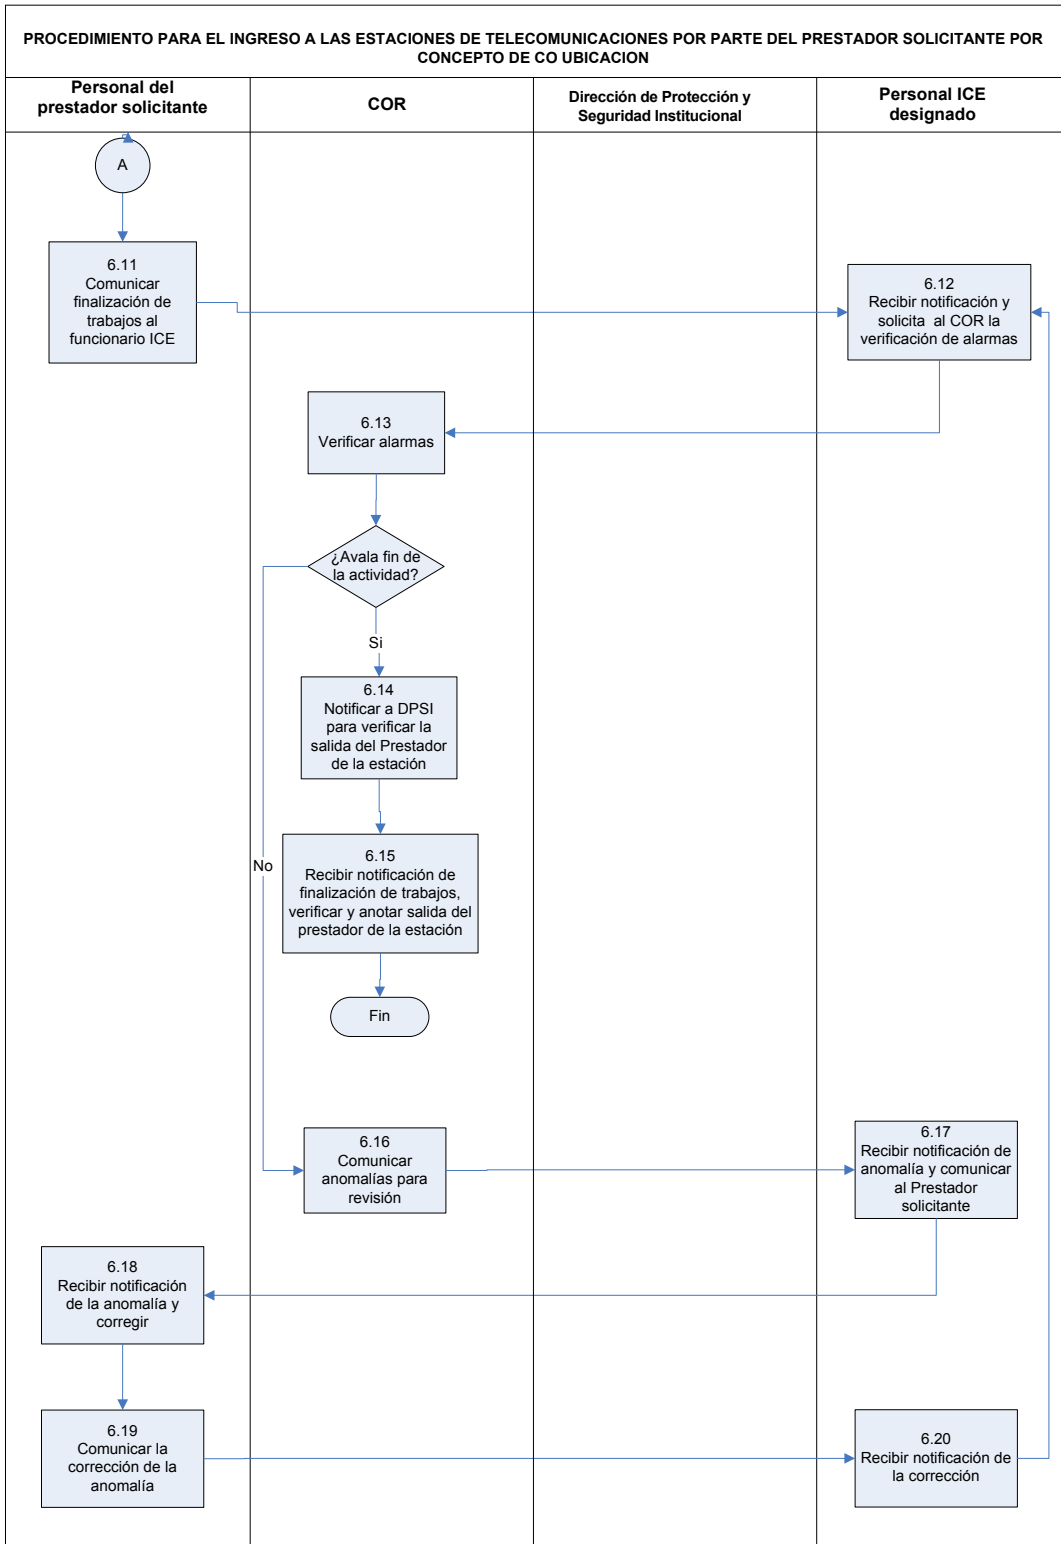 PROCEDIMIENTO PARA EL INGRESO A LAS ESTACIONES DE TELECOMUNICACIONES POR PARTE DEL PRESTADOR SOLICITANTE POR
CONCEPTO DE CO UBICACION
Personal del
prestador solicitante
COR
Dirección de Protección y
Seguridad Institucional
Personal ICE
designado
A
6.11
Comunicar
finalización de
trabajos al
funcionario ICE
6.12
Recibir notificación y
solicita al COR la
verificación de alarmas
6.13
Verificar alarmas
¿Avala fin de
la actividad?
Si
6.14
Notificar a DPSI
para verificar la
salida del Prestador
de la estación
No
6.15
Recibir notificación de
finalización de trabajos,
verificar y anotar salida del
prestador de la estación
Fin
6.16
Comunicar
anomalías para
revisión
6.17
Recibir notificación de
anomalía y comunicar
al Prestador
solicitante
6.18
Recibir notificación
de la anomalía y
corregir
6.19
Comunicar la
corrección de la
anomalía
6.20
Recibir notificación de
la corrección